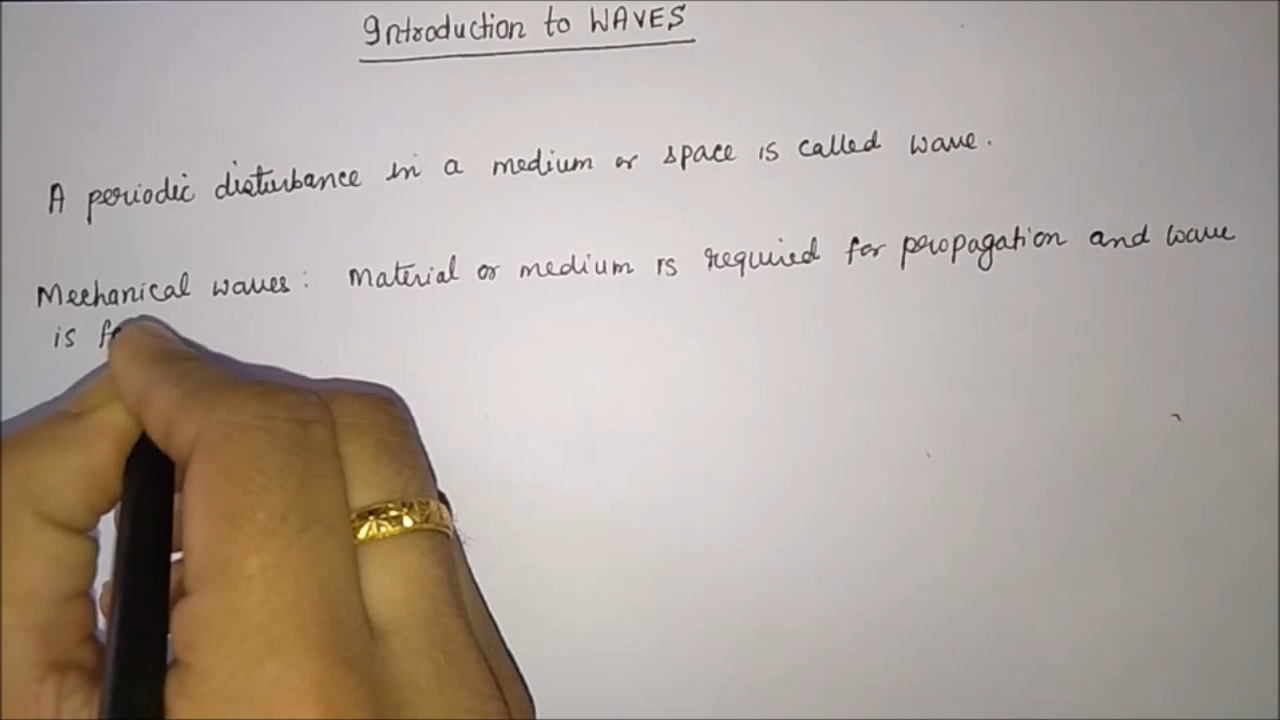 Introduction to WAVES
A periodic disturbance in a medium or space is called wave.
Mechanical waves: Material or medium is required for propagation and wave
is